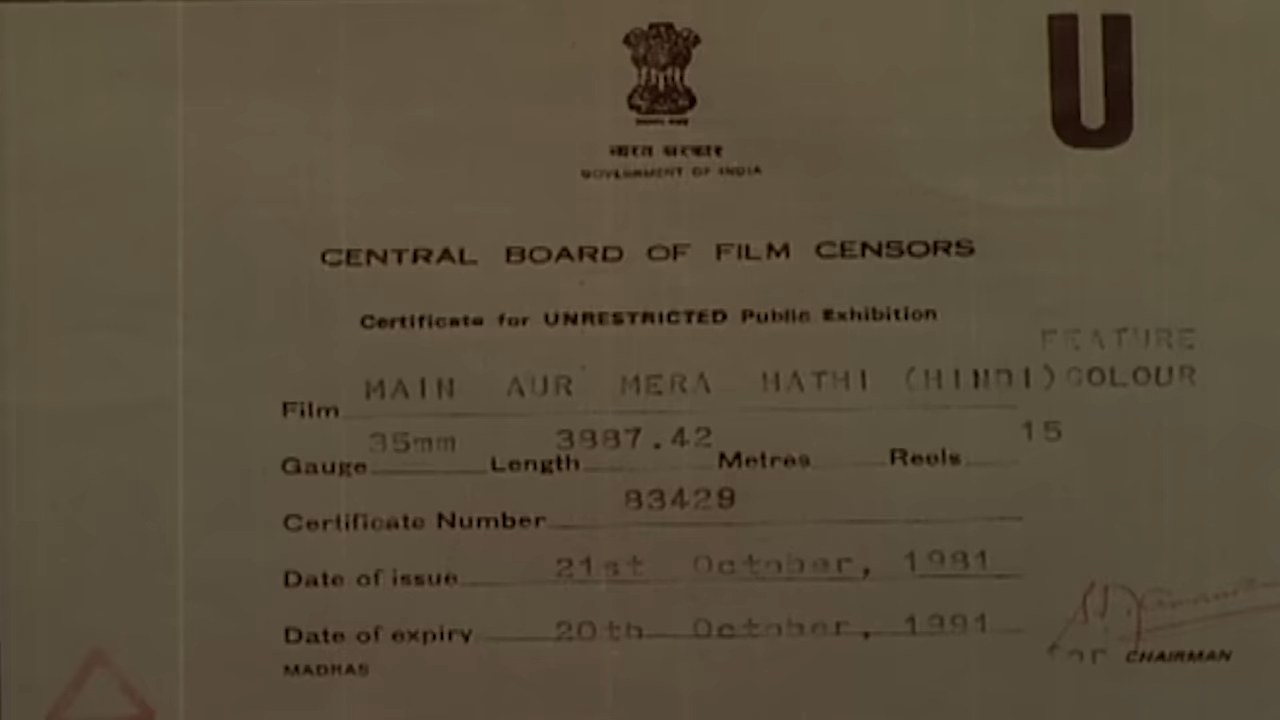 U
भारत सरकार
GOVERNMENT OF INDIA
CENTRAL BOARD OF FILM CENSORS
Certificate for UNRESTRICTED Public Exhibition
FEATURE
Film MAIN AUR MERA HATHI (HINDI) COLOUR
Gauge 35mm Length 3987.42 Metres Reels 15
Certificate Number 83429
Date of issue 21st October, 1981
Date of expiry 20th October, 1991
MADRAS
for CHAIRMAN